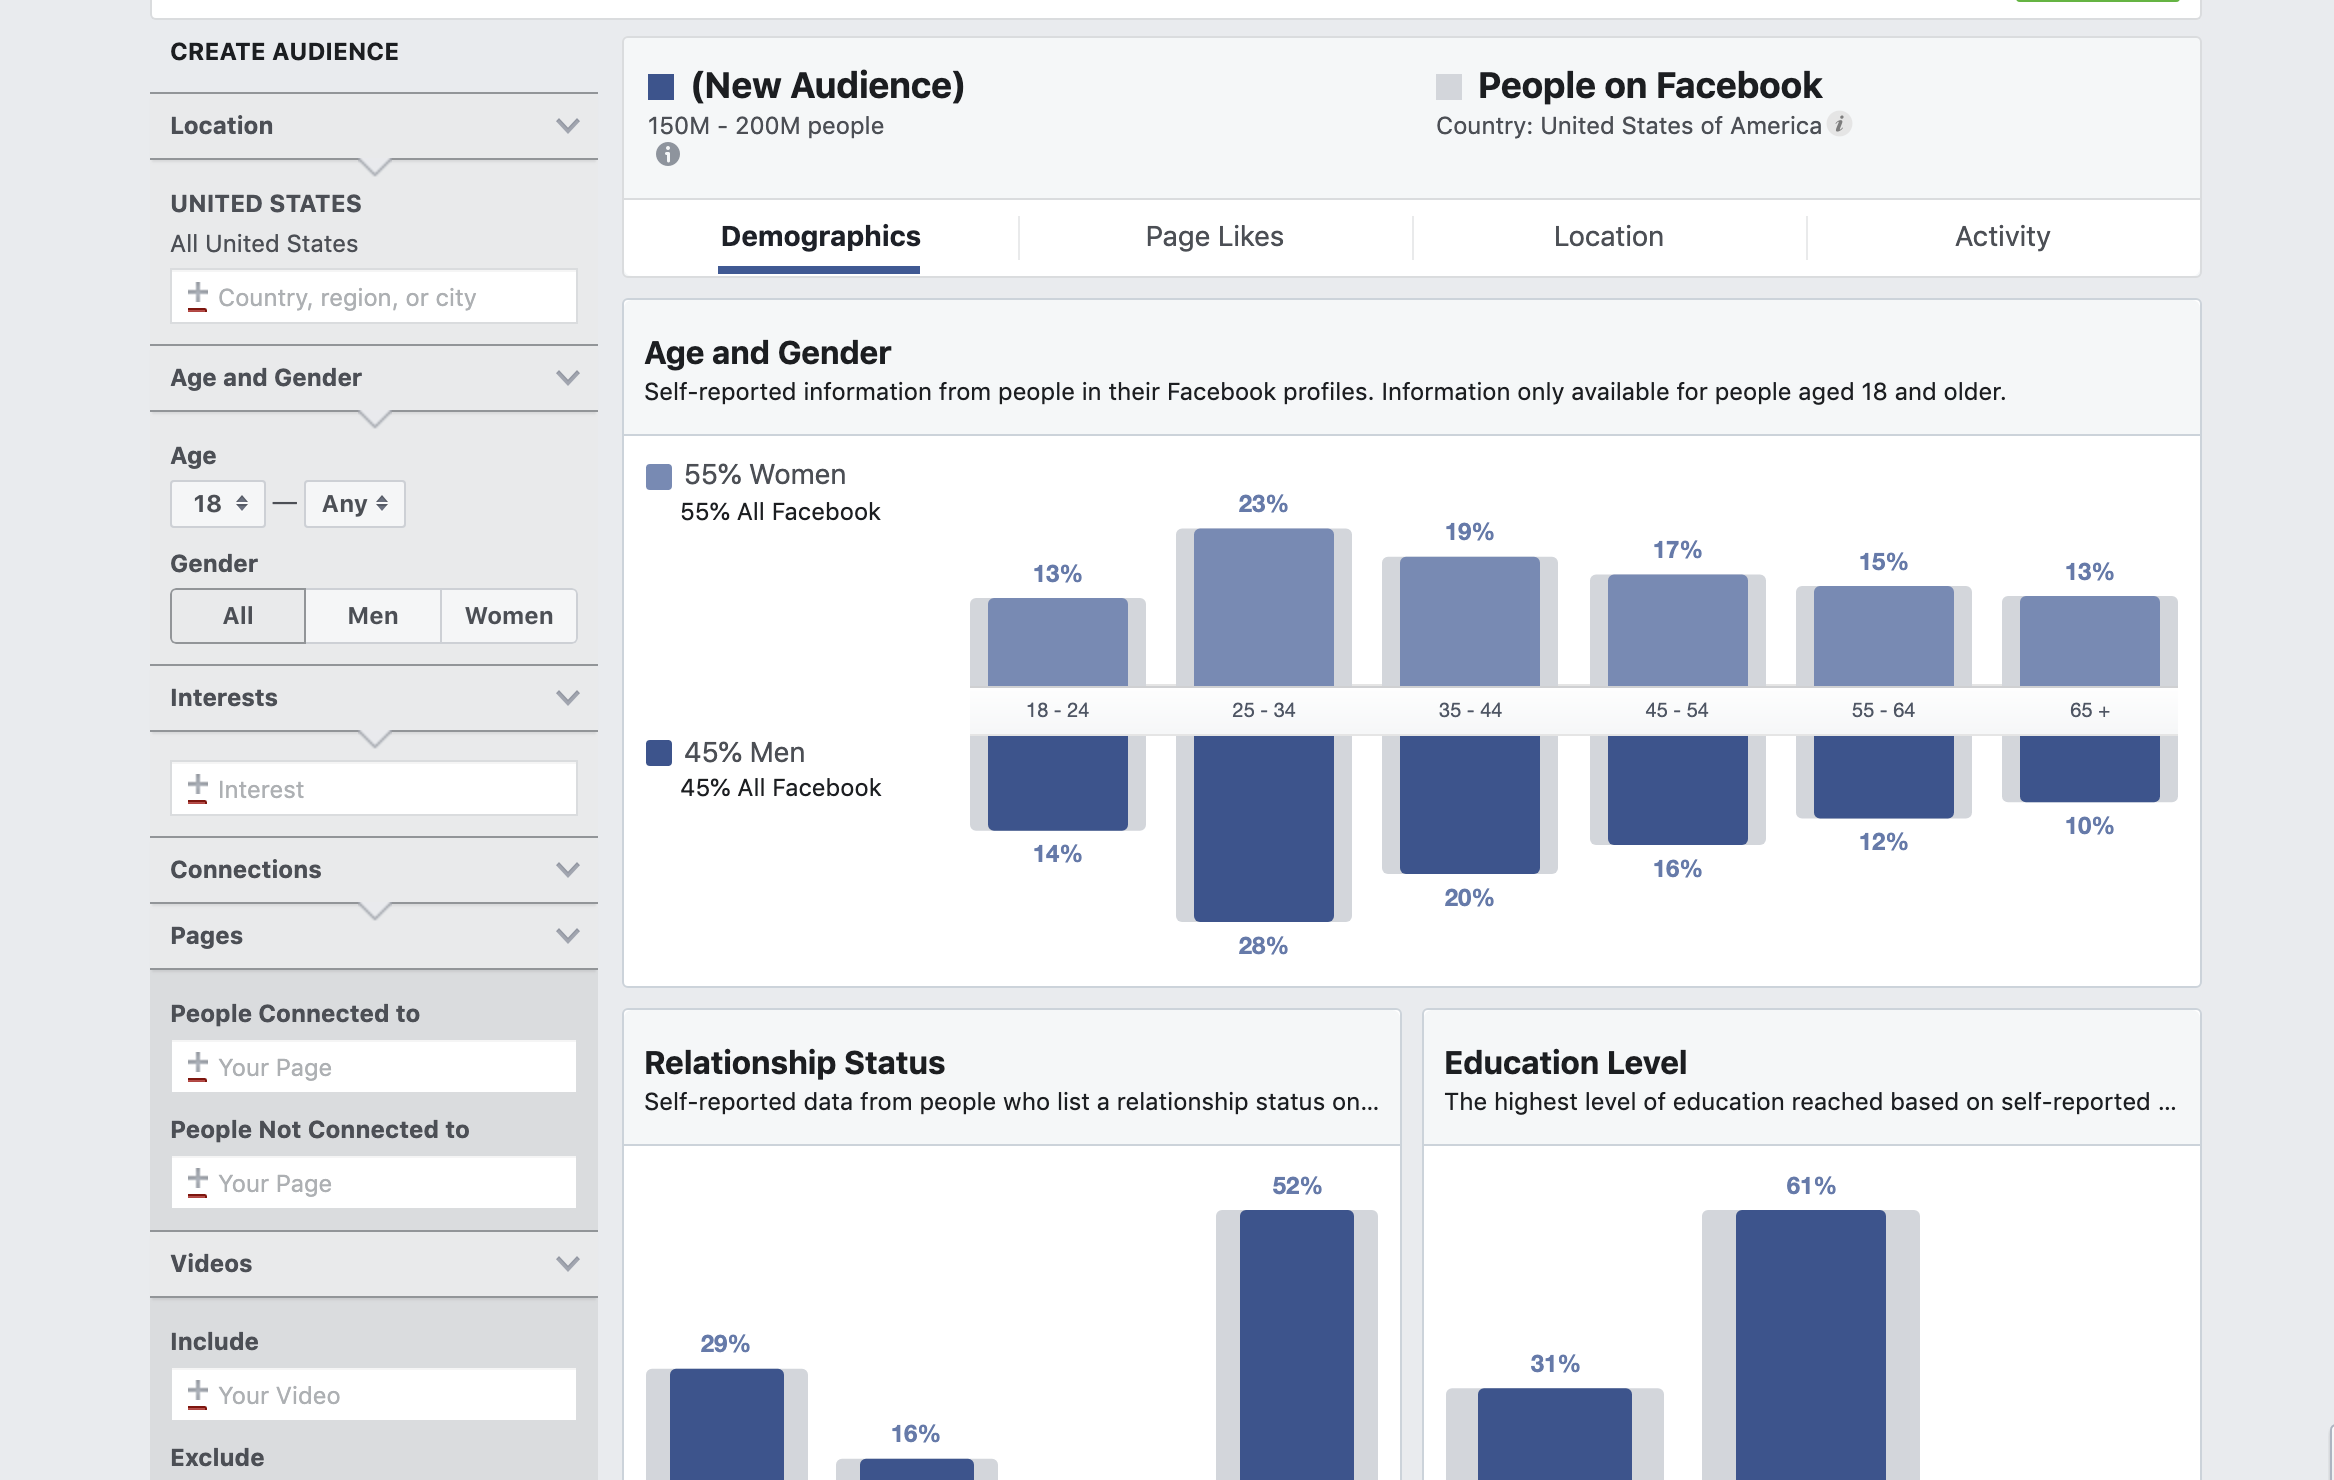 CREATE AUDIENCE
Location
UNITED STATES
All United States
Country, region, or city
Age and Gender
Age
18 — Any
Gender
All Men Women
Interests
Interest
Connections
Pages
People Connected to
Your Page
People Not Connected to
Your Page
Videos
Include
Your Video
Exclude
(New Audience)
150M - 200M people
People on Facebook
Country: United States of America
Demographics Page Likes Location Activity
Age and Gender
Self-reported information from people in their Facebook profiles. Information only available for people aged 18 and older.
55% Women
55% All Facebook
13% 23% 19% 17% 15% 13%
18 - 24 25 - 34 35 - 44 45 - 54 55 - 64 65 +
45% Men
45% All Facebook
14% 28% 20% 16% 12% 10%
Relationship Status
Self-reported data from people who list a relationship status on...
29% 16% 52%
Education Level
The highest level of education reached based on self-reported ...
31% 61%